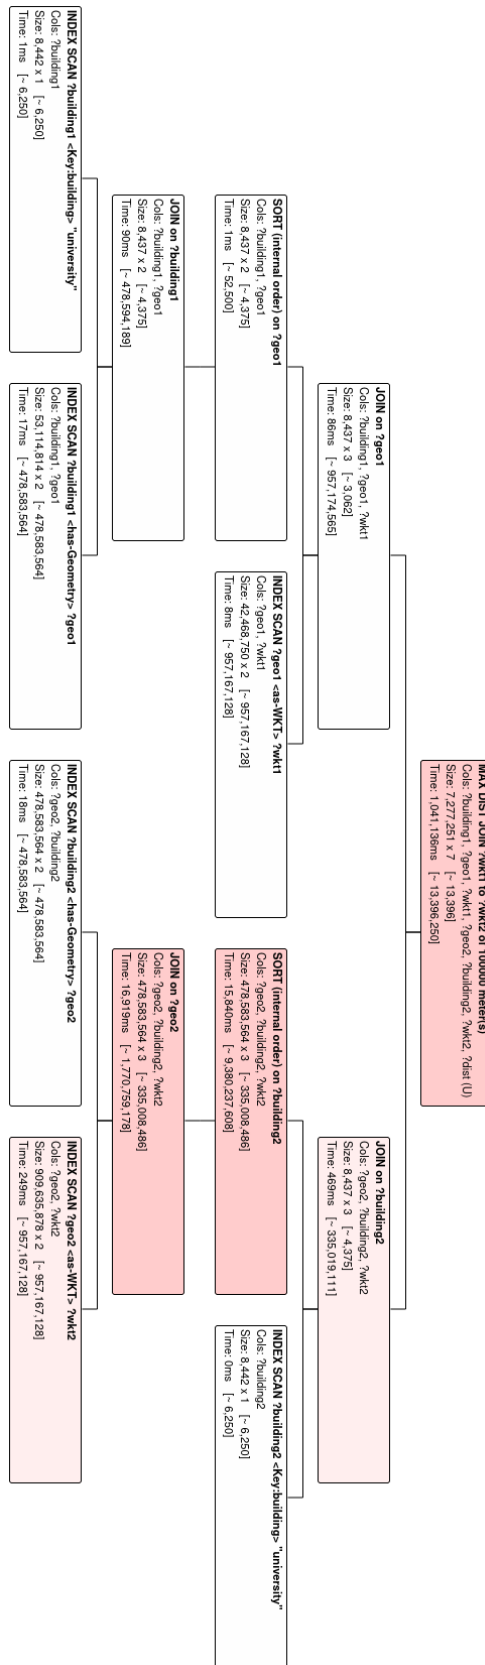 MAX DIST JOIN ?wkt1 to ?wkt2 of 100000 meter(s)
Cols: ?building1, ?geo1, ?wkt1, ?geo2, ?building2, ?wkt2, ?dist (U)
Size: 7,277,251 x 7 [~ 13,396]
Time: 1,041,136ms [~ 13,396,250]
JOIN on ?geo1
Cols: ?building1, ?geo1, ?wkt1
Size: 8,437 x 3 [~ 3,062]
Time: 86ms [~ 957,174,565]
JOIN on ?building2
Cols: ?geo2, ?building2, ?wkt2
Size: 8,437 x 3 [~ 4,375]
Time: 469ms [~ 335,019,111]
SORT (internal order) on ?geo1
Cols: ?building1, ?geo1
Size: 8,437 x 2 [~ 4,375]
Time: 1ms [~ 52,500]
INDEX SCAN ?geo1 <as-WKT> ?wkt1
Cols: ?geo1, ?wkt1
Size: 42,468,750 x 2 [~ 957,167,128]
Time: 8ms [~ 957,167,128]
SORT (internal order) on ?building2
Cols: ?geo2, ?building2, ?wkt2
Size: 478,583,564 x 3 [~ 335,008,486]
Time: 15,840ms [~ 9,380,237,608]
INDEX SCAN ?building2 <Key:building> "university"
Cols: ?building2
Size: 8,442 x 1 [~ 6,250]
Time: 0ms [~ 6,250]
JOIN on ?building1
Cols: ?building1, ?geo1
Size: 8,437 x 2 [~ 4,375]
Time: 90ms [~ 478,594,189]
JOIN on ?geo2
Cols: ?geo2, ?building2, ?wkt2
Size: 478,583,564 x 3 [~ 335,008,486]
Time: 16,919ms [~ 1,770,759,178]
INDEX SCAN ?building1 <Key:building> "university"
Cols: ?building1
Size: 8,442 x 1 [~ 6,250]
Time: 1ms [~ 6,250]
INDEX SCAN ?building1 <has-Geometry> ?geo1
Cols: ?building1, ?geo1
Size: 53,114,814 x 2 [~ 478,583,564]
Time: 17ms [~ 478,583,564]
INDEX SCAN ?building2 <has-Geometry> ?geo2
Cols: ?geo2, ?building2
Size: 478,583,564 x 2 [~ 478,583,564]
Time: 18ms [~ 478,583,564]
INDEX SCAN ?geo2 <as-WKT> ?wkt2
Cols: ?geo2, ?wkt2
Size: 909,635,878 x 2 [~ 957,167,128]
Time: 249ms [~ 957,167,128]